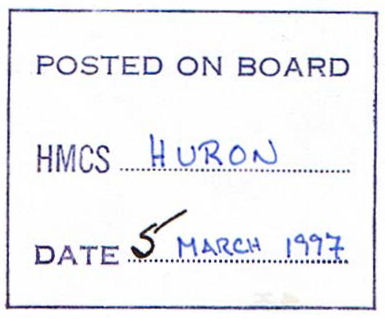 POSTED ON BOARD
HMCS HURON
DATE 5 MARCH 1997